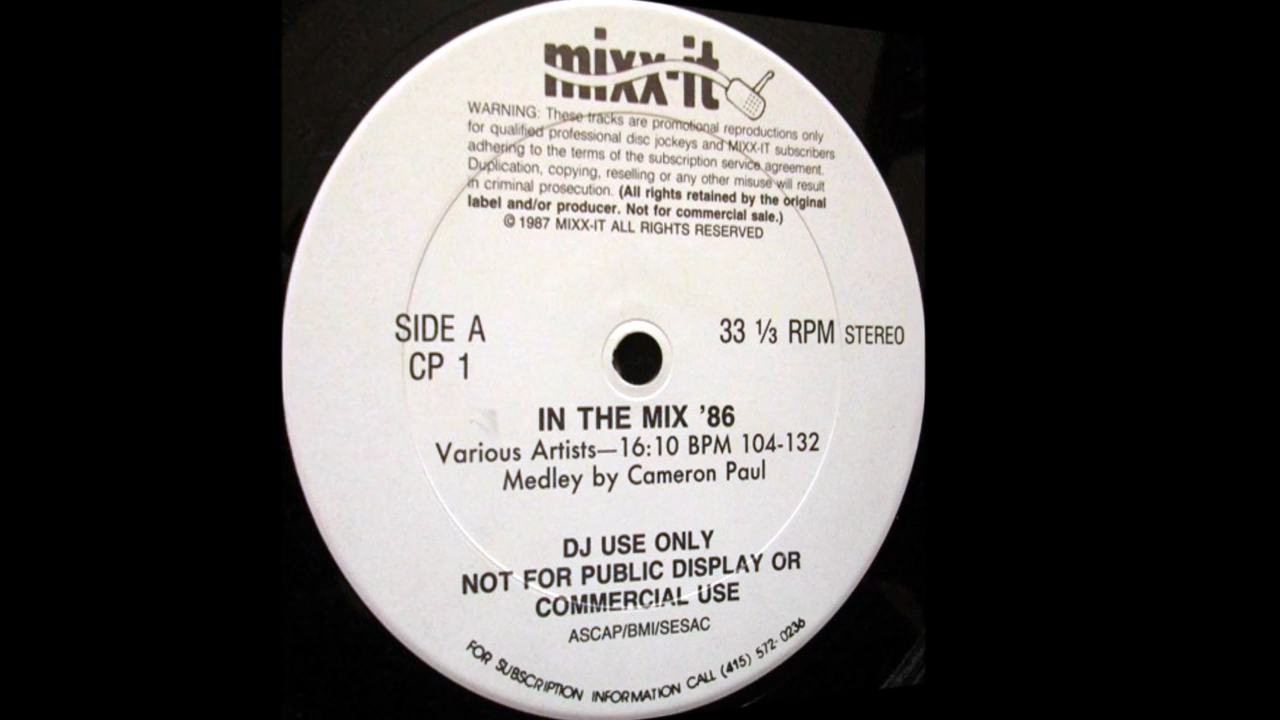 mixx-it
WARNING: These tracks are promotional reproductions only
for qualified professional disc jockeys and MIXX-IT subscribers
adhering to the terms of the subscription service agreement.
Duplication, copying, reselling or any other misuse will result
in criminal prosecution. (All rights retained by the original
label and/or producer. Not for commercial sale.)
© 1987 MIXX-IT ALL RIGHTS RESERVED
SIDE A
CP 1
33 ⅓ RPM STEREO
IN THE MIX '86
Various Artists—16:10 BPM 104-132
Medley by Cameron Paul
DJ USE ONLY
NOT FOR PUBLIC DISPLAY OR
COMMERCIAL USE
ASCAP/BMI/SESAC
FOR SUBSCRIPTION INFORMATION CALL (415) 572-0236